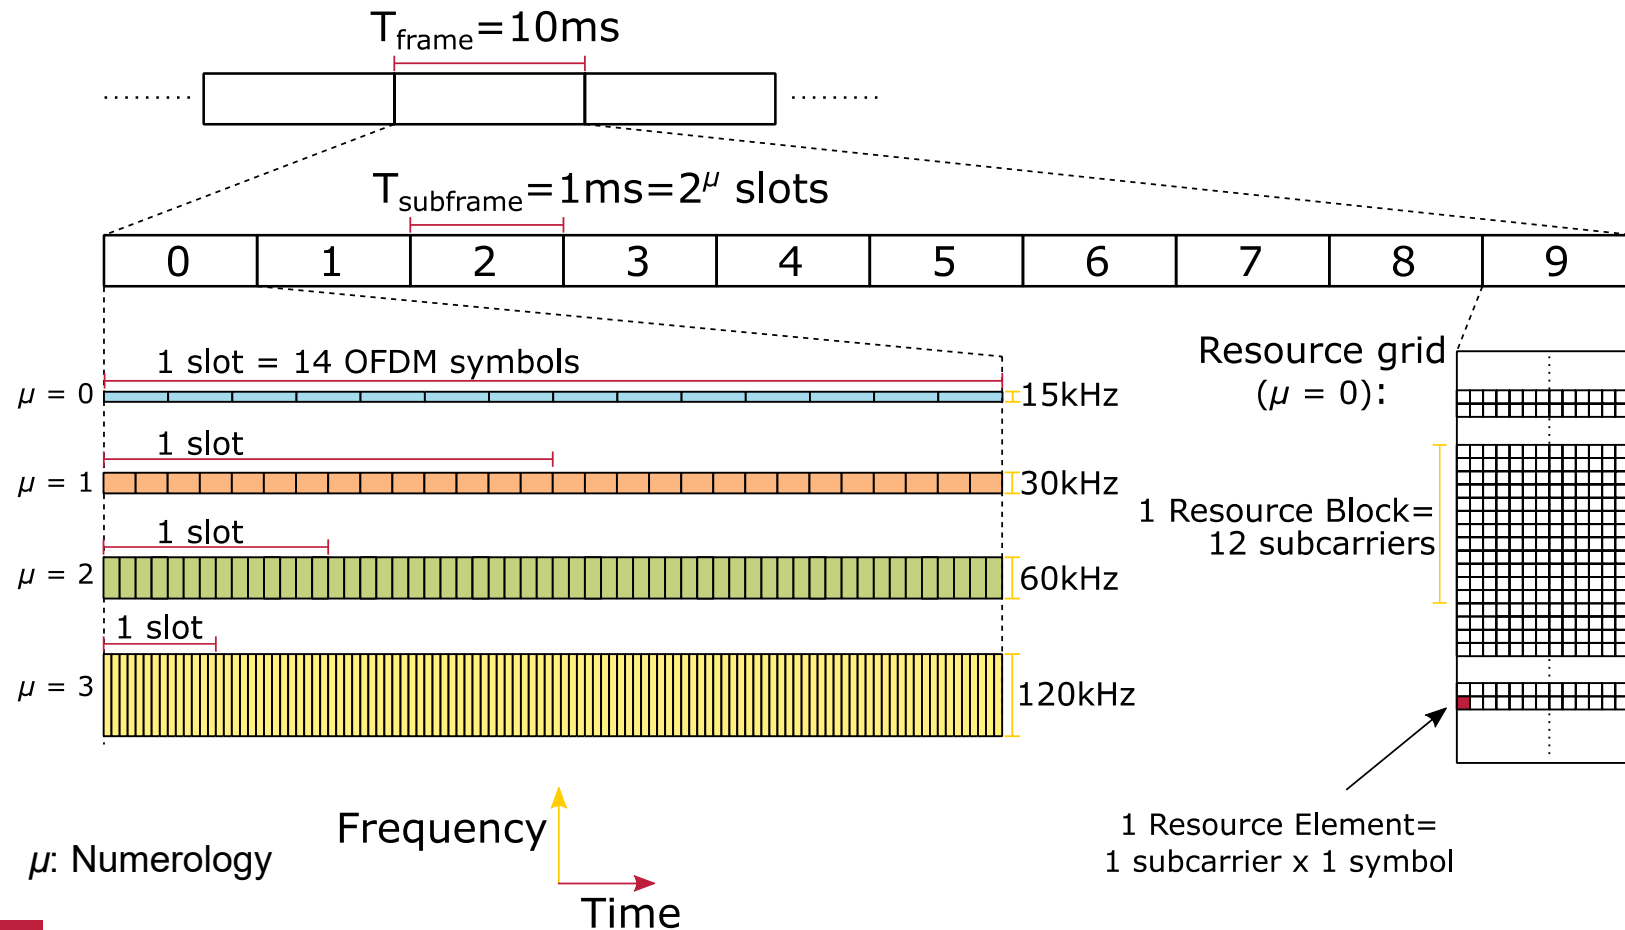 T_frame=10ms
T_subframe=1ms=2^μ slots
0 1 2 3 4 5 6 7 8 9
1 slot = 14 OFDM symbols
μ = 0
15kHz
1 slot
μ = 1
30kHz
1 slot
μ = 2
60kHz
1 slot
μ = 3
120kHz
Resource grid
(μ = 0):
1 Resource Block=
12 subcarriers
1 Resource Element=
1 subcarrier x 1 symbol
Frequency
Time
μ: Numerology